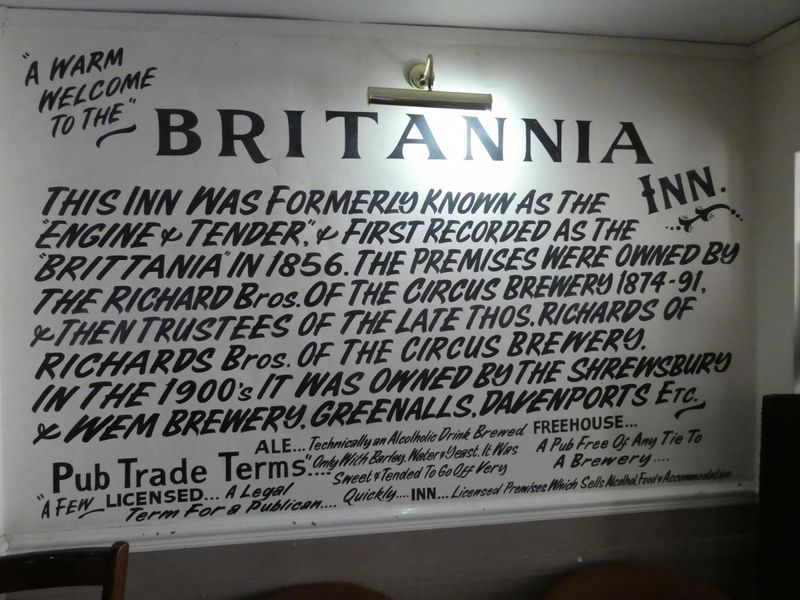 "A WARM
WELCOME
TO THE"
BRITANNIA
INN.
THIS INN WAS FORMERLY KNOWN AS THE
"ENGINE & TENDER", & FIRST RECORDED AS THE
"BRITTANIA" IN 1856. THE PREMISES WERE OWNED BY
THE RICHARD Bros. OF THE CIRCUS BREWERY 1874-91,
& THEN TRUSTEES OF THE LATE THOS. RICHARDS OF
RICHARDS Bros. OF THE CIRCUS BREWERY.
IN THE 1900's IT WAS OWNED BY THE SHREWSBURY
& WEM BREWERY, GREENALLS, DAVENPORTS ETC.
"A FEW
Pub Trade Terms"....
LICENSED... A Legal
Term For a Publican....
ALE... Technically an Alcoholic Drink Brewed
Only With Barley, Water & Yeast. It Was
Sweet & Tended To Go Off Very
Quickly....
INN... Licensed Premises Which Sells Alcohol, Food & Accommodation
FREEHOUSE...
A Pub Free Of Any Tie To
A Brewery....